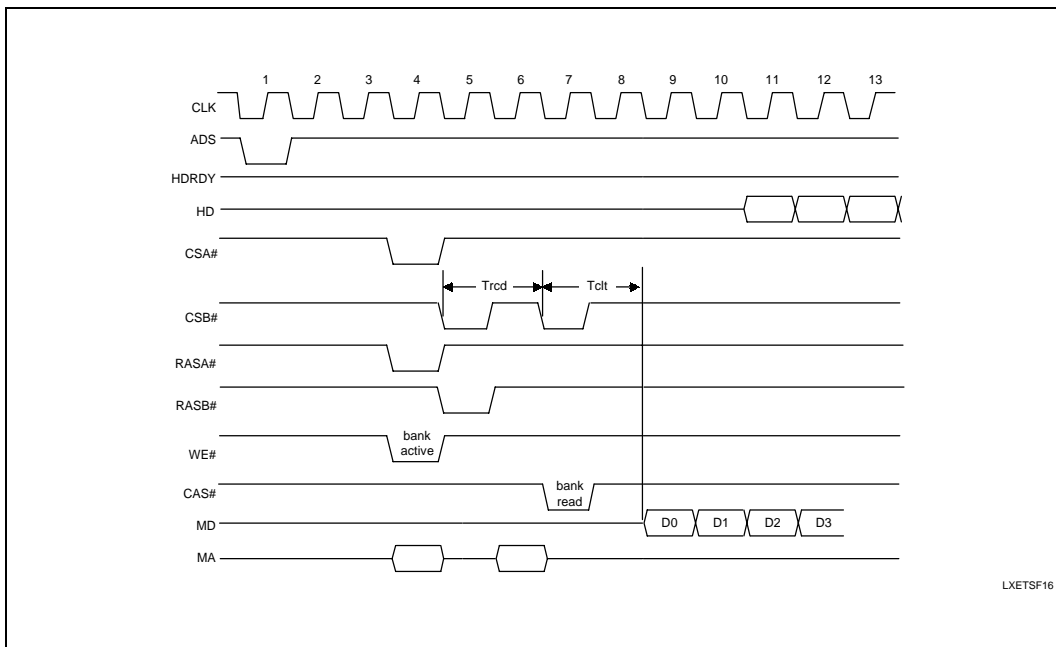 1 2 3 4 5 6 7 8 9 10 11 12 13
CLK
ADS
HDRDY
HD
CSA#
Trcd Tclt
CSB#
RASA#
RASB#
bank
active
WE#
CAS#
bank
read
MD
D0 D1 D2 D3
MA
LXETSF16